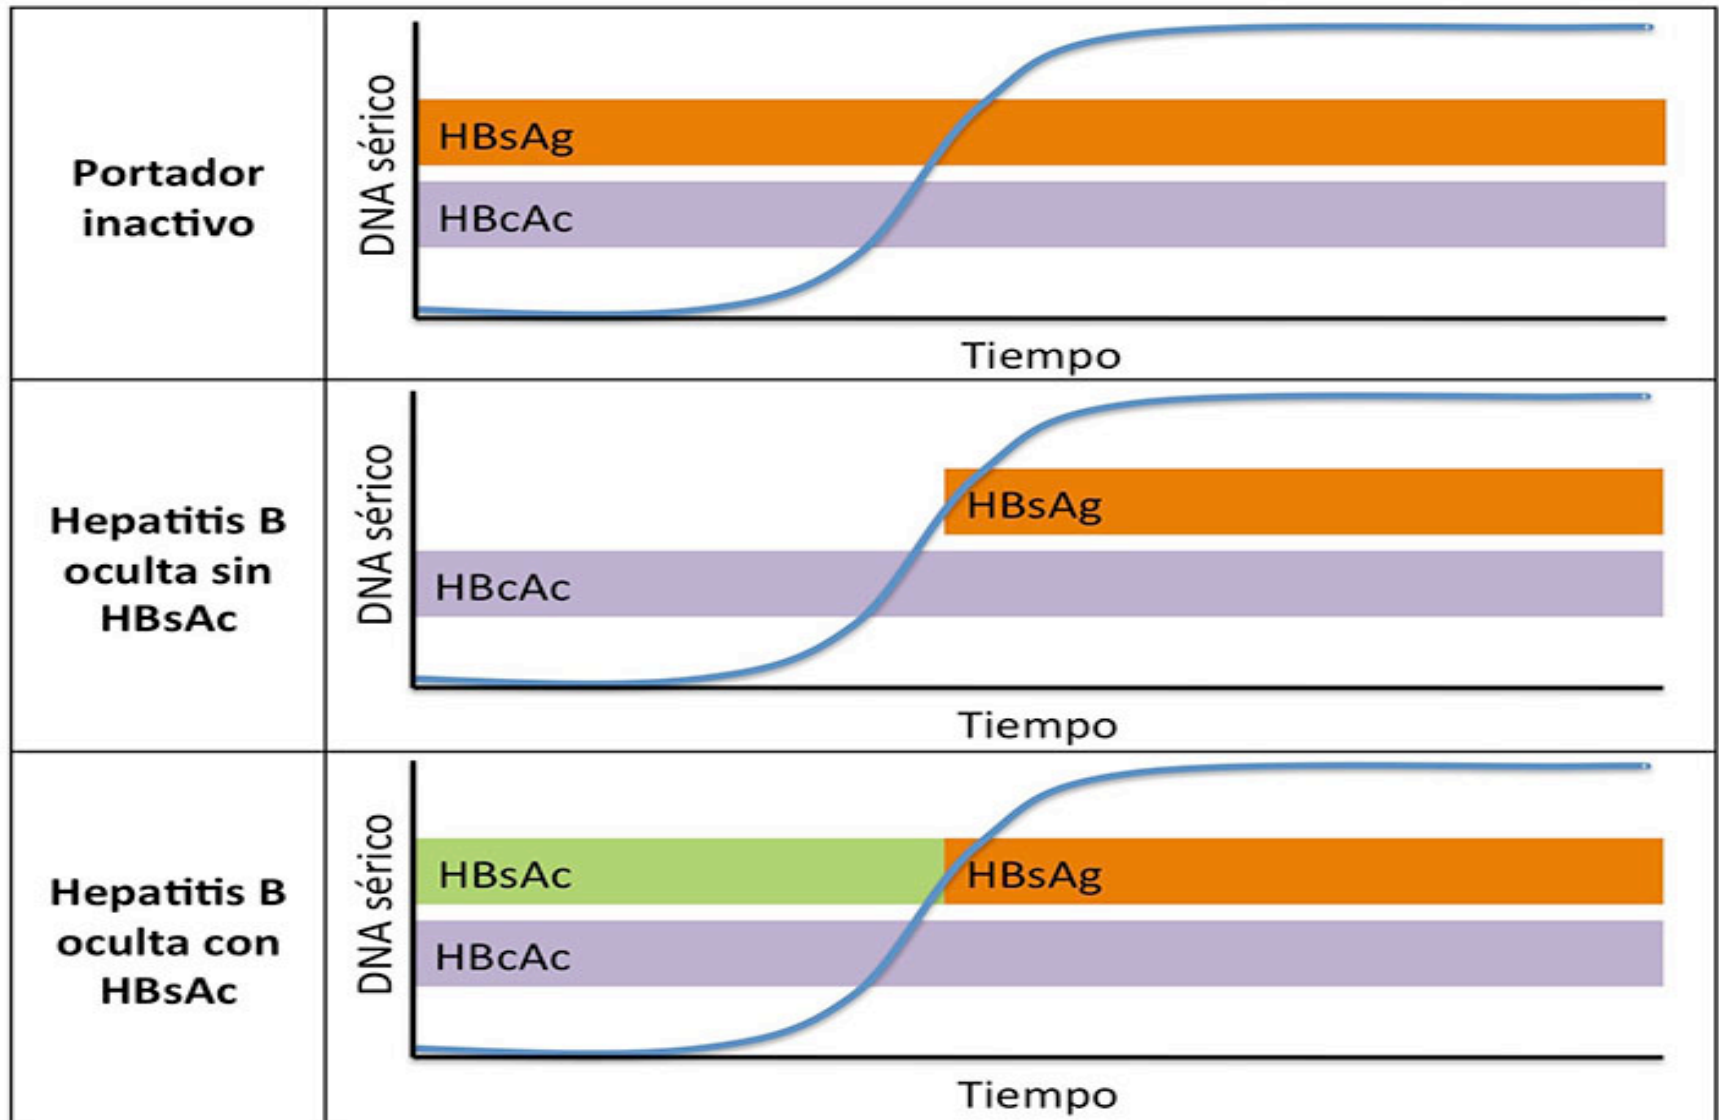 Portador
inactivo
DNA sérico
HBsAg
HBcAc
Tiempo
Hepatitis B
oculta sin
HBsAc
DNA sérico
HBsAg
HBcAc
Tiempo
Hepatitis B
oculta con
HBsAc
DNA sérico
HBsAc
HBsAg
HBcAc
Tiempo